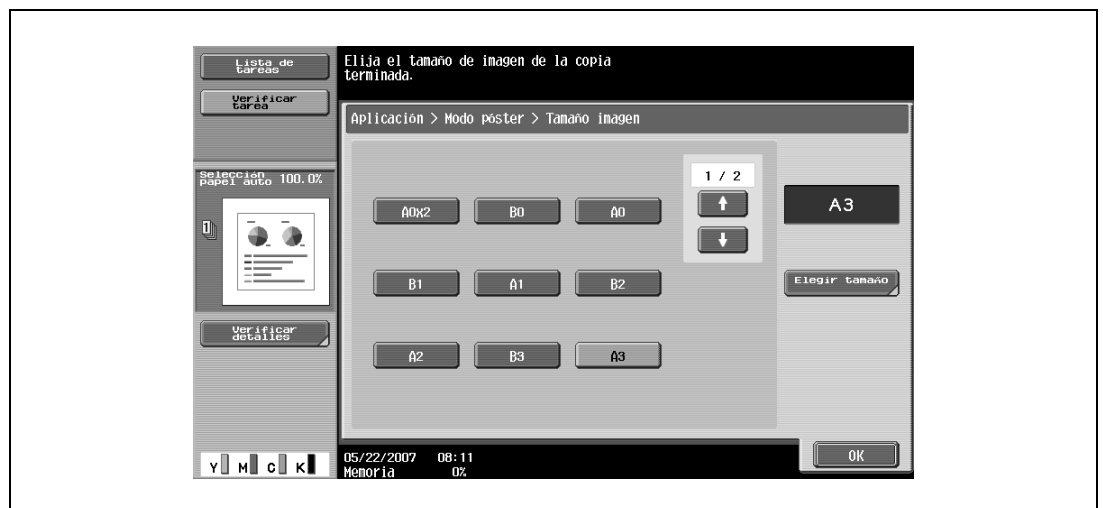 Lista de
tareas
Elija el tamaño de imagen de la copia
terminada.
Verificar
tarea
Aplicación > Modo póster > Tamaño imagen
Selección
papel auto 100.0%
1 / 2
A0x2 B0 A0
A3
1
B1 A1 B2
Elegir tamaño
Verificar
detalles
A2 B3 A3
OK
Y M C K
05/22/2007 08:11
Memoria 0%